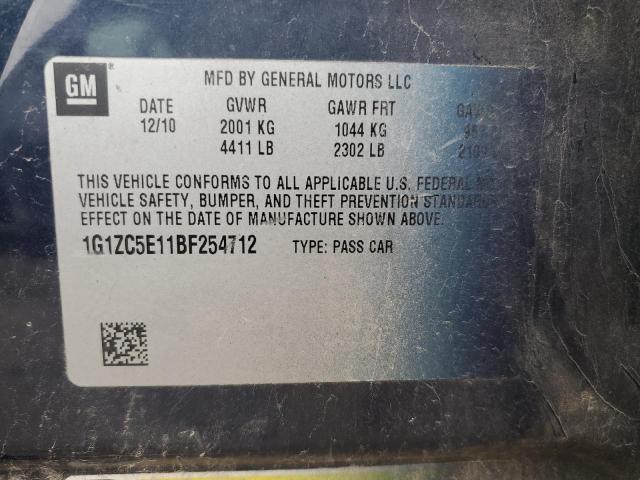 GM
MFD BY GENERAL MOTORS LLC
DATE GVWR GAWR FRT
12/10 2001 KG 1044 KG
4411 LB 2302 LB
THIS VEHICLE CONFORMS TO ALL APPLICABLE U.S. FEDERAL
VEHICLE SAFETY, BUMPER, AND THEFT PREVENTION STANDARDS
EFFECT ON THE DATE OF MANUFACTURE SHOWN ABOVE.
1G1ZC5E11BF254712 TYPE: PASS CAR